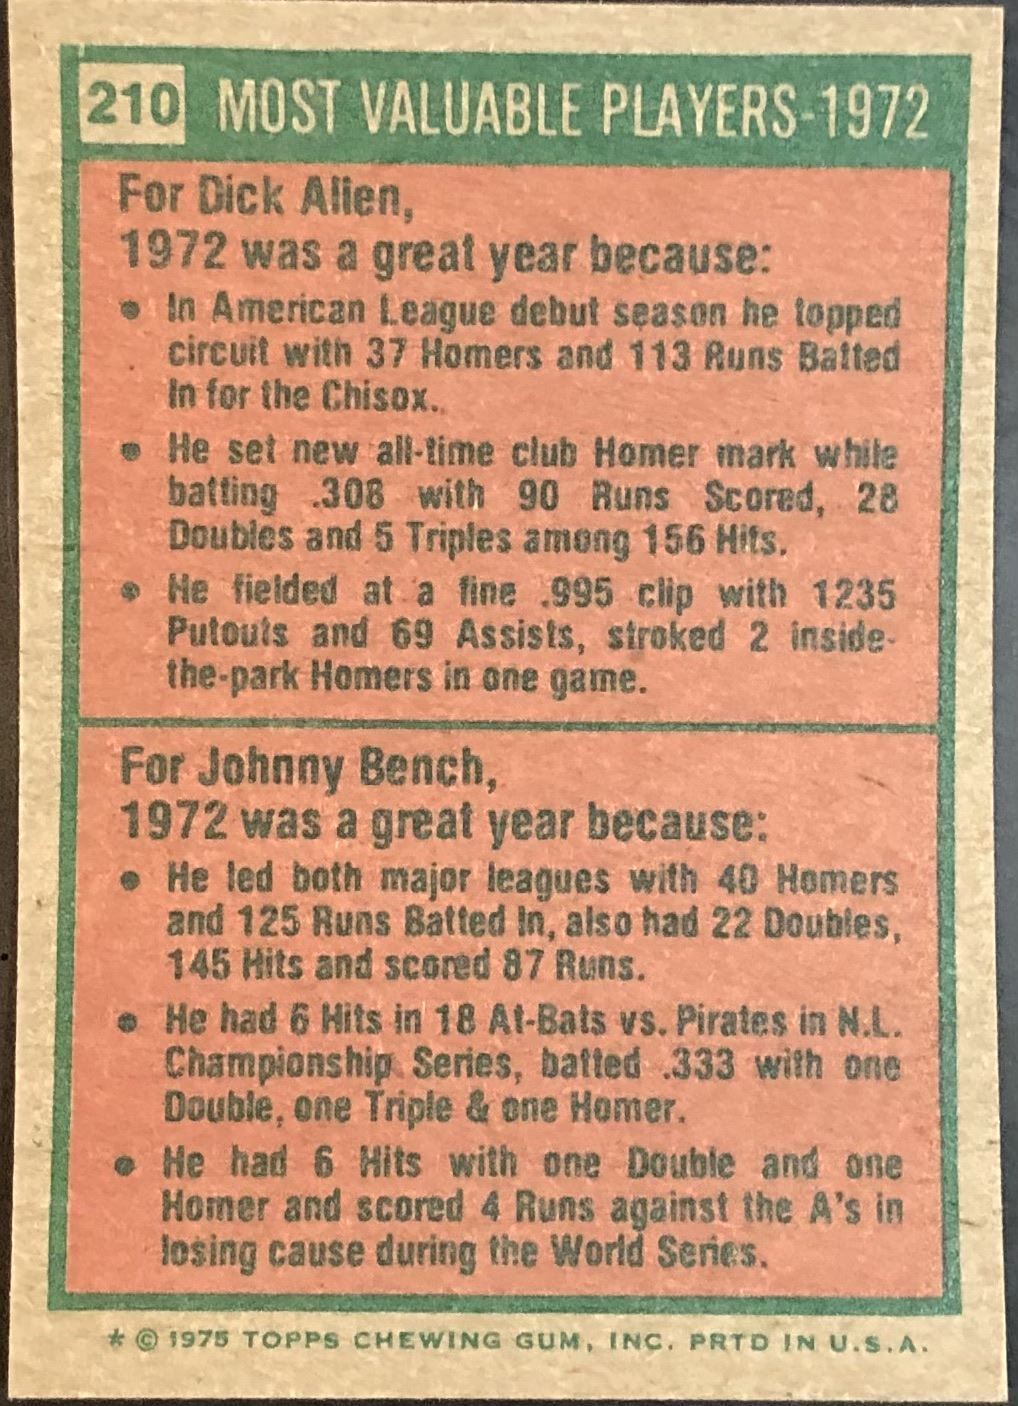 210 MOST VALUABLE PLAYERS-1972
For Dick Allen,
1972 was a great year because:
• In American League debut season he topped
circuit with 37 Homers and 113 Runs Batted
In for the Chisox.
• He set new all-time club Homer mark while
batting .308 with 90 Runs Scored, 28
Doubles and 5 Triples among 156 Hits.
• He fielded at a fine .995 clip with 1235
Putouts and 69 Assists, stroked 2 inside-
the-park Homers in one game.
For Johnny Bench,
1972 was a great year because:
• He led both major leagues with 40 Homers
and 125 Runs Batted In, also had 22 Doubles,
145 Hits and scored 87 Runs.
• He had 6 Hits in 18 At-Bats vs. Pirates in N.L.
Championship Series, batted .333 with one
Double, one Triple & one Homer.
• He had 6 Hits with one Double and one
Homer and scored 4 Runs against the A's in
losing cause during the World Series.
* © 1975 TOPPS CHEWING GUM, INC. PRTD IN U.S.A.